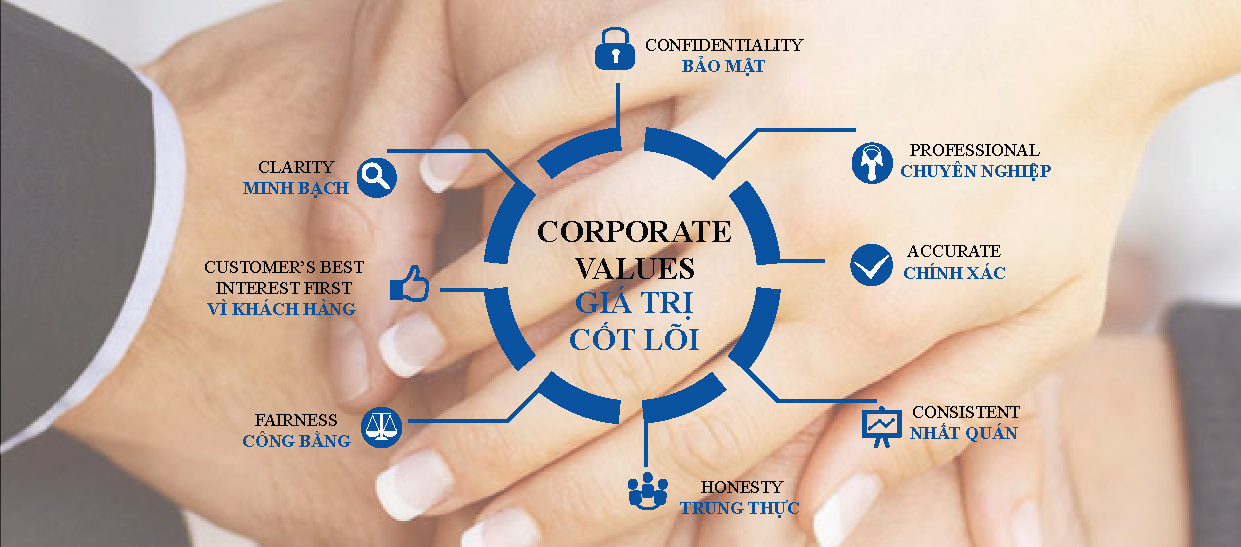 CONFIDENTIALITY
BẢO MẬT
PROFESSIONAL
CHUYÊN NGHIỆP
CLARITY
MINH BẠCH
CORPORATE
VALUES
GIÁ TRỊ
CỐT LÕI
ACCURATE
CHÍNH XÁC
CUSTOMER'S BEST
INTEREST FIRST
VÌ KHÁCH HÀNG
CONSISTENT
NHẤT QUÁN
FAIRNESS
CÔNG BẰNG
HONESTY
TRUNG THỰC